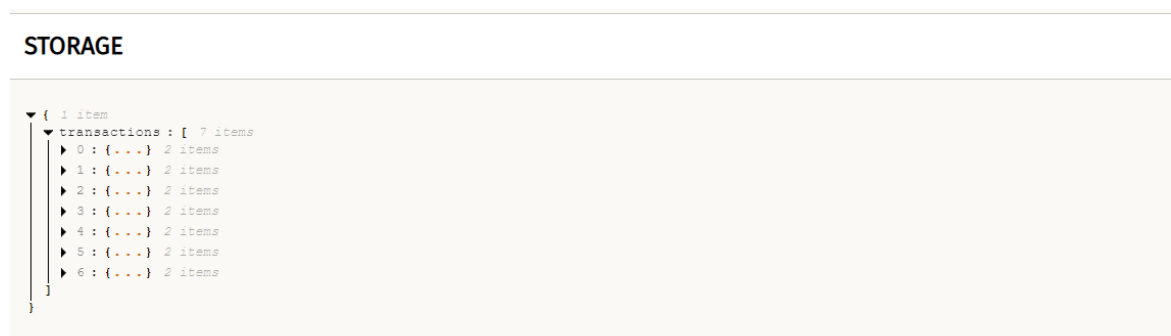 STORAGE
{ 1 item
transactions : [ 7 items
0 : {...} 2 items
1 : {...} 2 items
2 : {...} 2 items
3 : {...} 2 items
4 : {...} 2 items
5 : {...} 2 items
6 : {...} 2 items
]
}